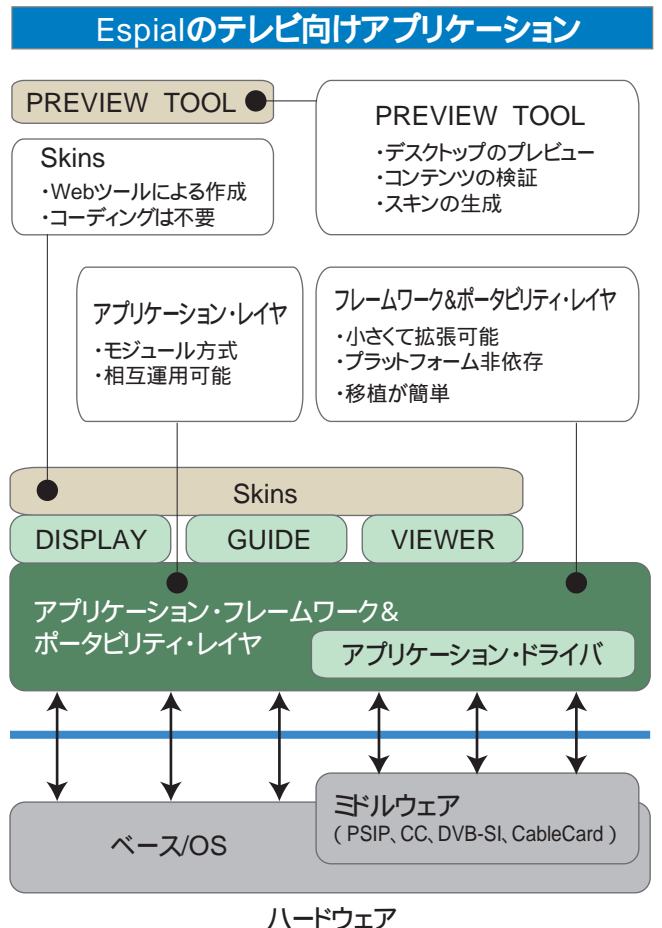 Espialのテレビ向けアプリケーション
PREVIEW TOOL
PREVIEW TOOL
・デスクトップのプレビュー
・コンテンツの検証
・スキンの生成
Skins
・Webツールによる作成
・コーディングは不要
アプリケーション・レイヤ
・モジュール方式
・相互運用可能
フレームワーク&ポータビリティ・レイヤ
・小さくて拡張可能
・プラットフォーム非依存
・移植が簡単
Skins
DISPLAY
GUIDE
VIEWER
アプリケーション・フレームワーク&
ポータビリティ・レイヤ
アプリケーション・ドライバ
ミドルウェア
(PSIP、CC、DVB-SI、CableCard)
ベース/OS
ハードウェア